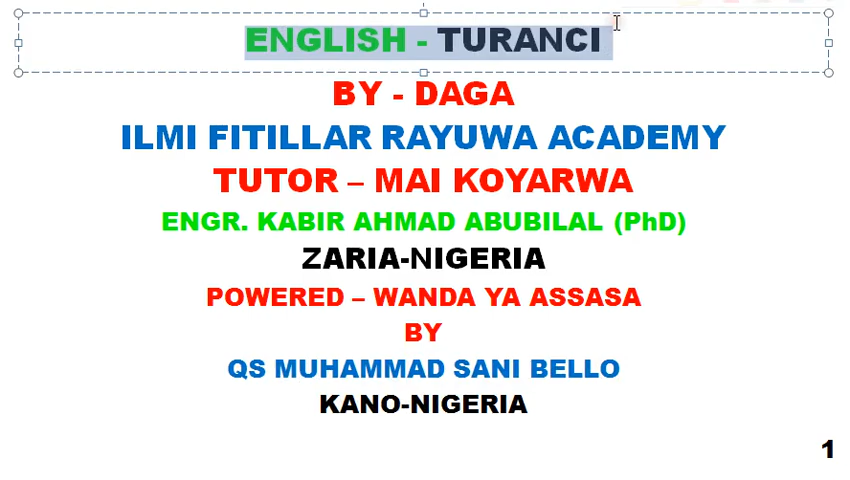 ENGLISH - TURANCI
BY - DAGA
ILMI FITILLAR RAYUWA ACADEMY
TUTOR – MAI KOYARWA
ENGR. KABIR AHMAD ABUBILAL (PhD)
ZARIA-NIGERIA
POWERED – WANDA YA ASSASA
BY
QS MUHAMMAD SANI BELLO
KANO-NIGERIA
1